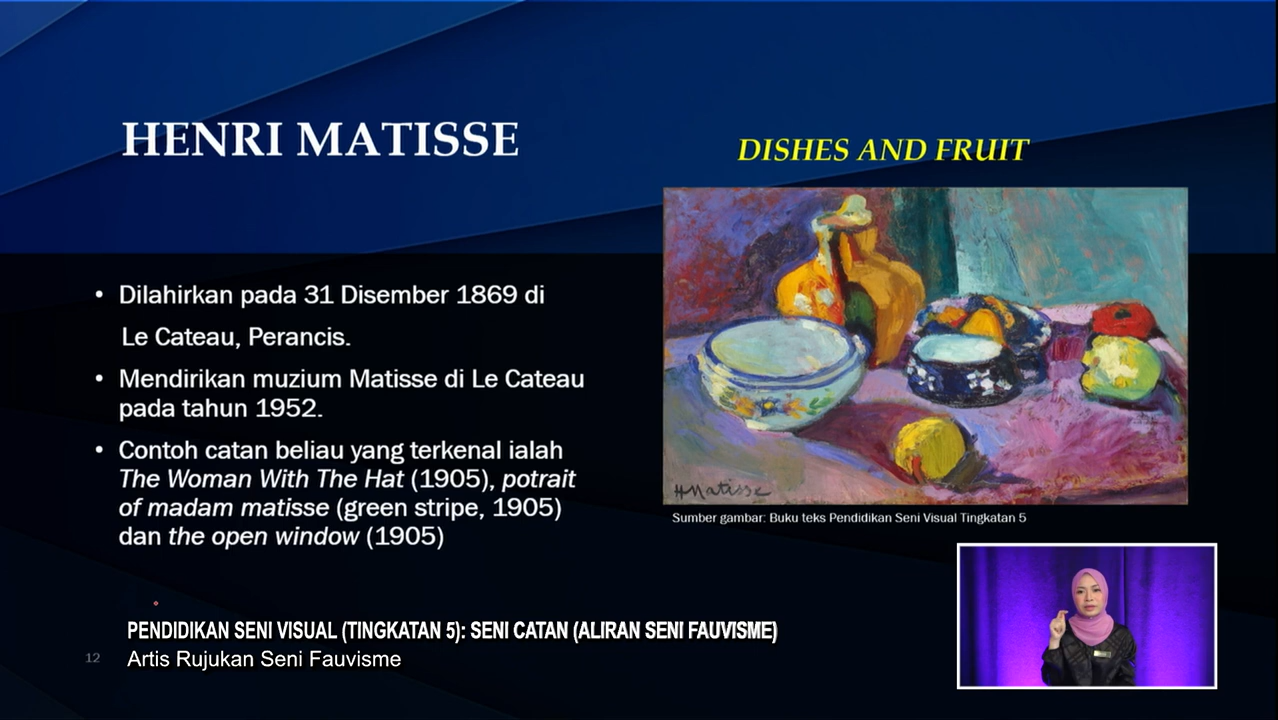 HENRI MATISSE
DISHES AND FRUIT
• Dilahirkan pada 31 Disember 1869 di
Le Cateau, Perancis.
• Mendirikan muzium Matisse di Le Cateau
pada tahun 1952.
• Contoh catan beliau yang terkenal ialah
The Woman With The Hat (1905), potrait
of madam matisse (green stripe, 1905)
dan the open window (1905)
H Matisse
Sumber gambar: Buku teks Pendidikan Seni Visual Tingkatan 5
PENDIDIKAN SENI VISUAL (TINGKATAN 5): SENI CATAN (ALIRAN SENI FAUVISME)
12
Artis Rujukan Seni Fauvisme